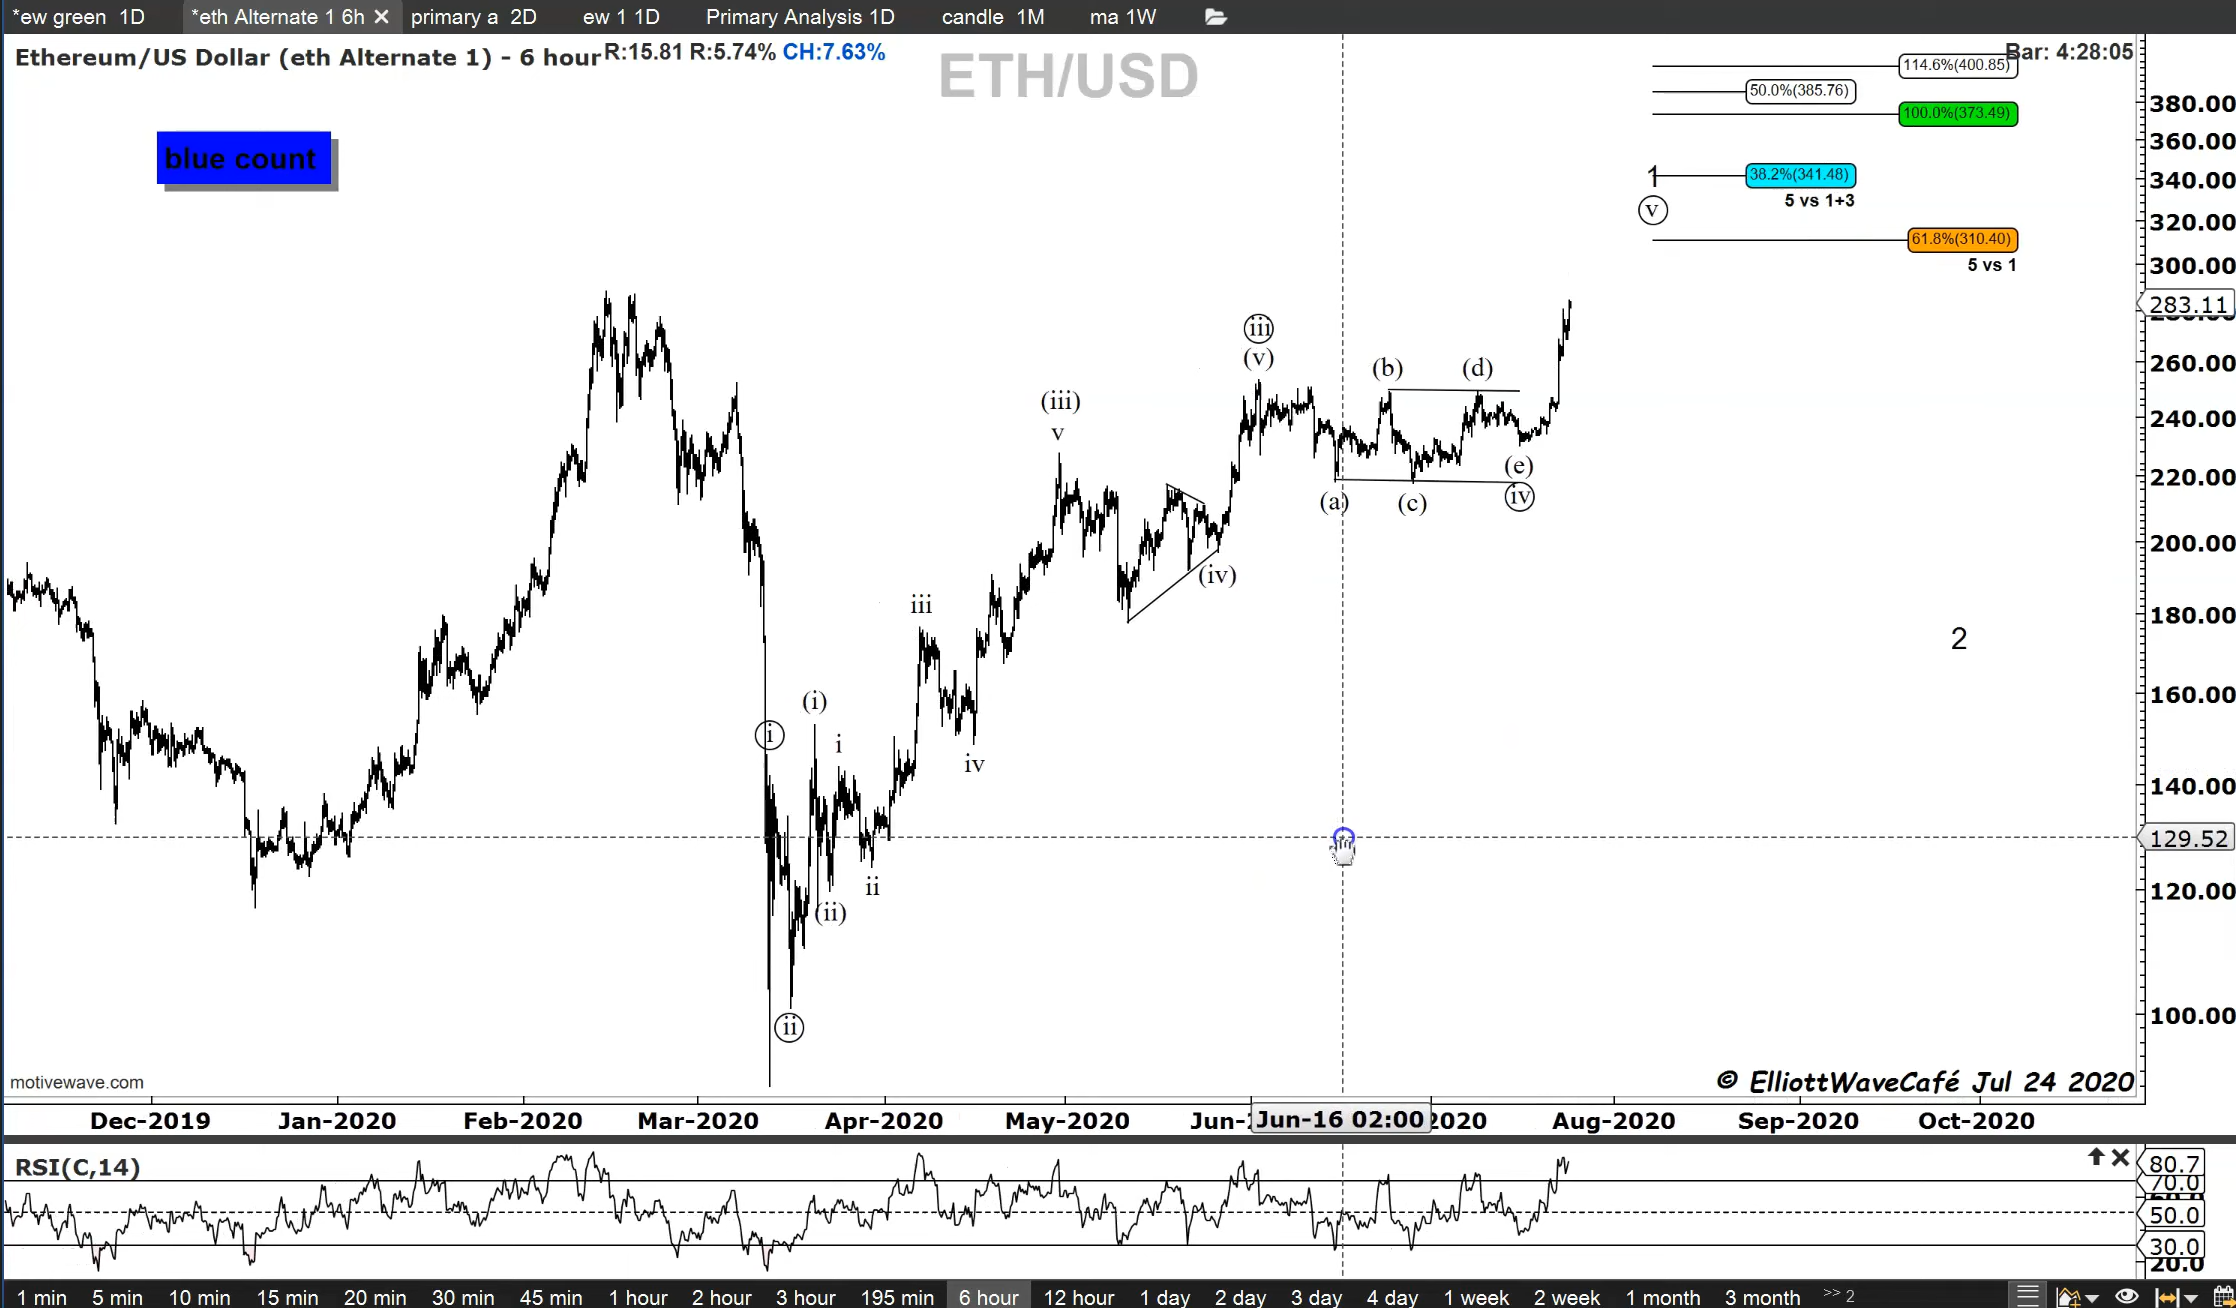 *ew green 1D *eth Alternate 1 6h primary a 2D ew 1 1D Primary Analysis 1D candle 1M ma 1W
Ethereum/US Dollar (eth Alternate 1) - 6 hour R:15.81 R:5.74% CH:7.63%
ETH/USD
Bar: 4:28:05
114.6%(400.85)
50.0%(385.76)
100.0%(373.49)
blue count
1
38.2%(341.48)
5 vs 1+3
v
61.8%(310.40)
5 vs 1
380.00
360.00
340.00
320.00
300.00
283.11
260.00
240.00
220.00
200.00
180.00
160.00
140.00
129.52
120.00
100.00
iii
(v)
(b)
(d)
(iii)
v
(e)
iv
(a)
(c)
(iv)
iii
2
(i)
i
i
iv
ii
(ii)
ii
motivewave.com
© ElliottWaveCafé Jul 24 2020
Dec-2019 Jan-2020 Feb-2020 Mar-2020 Apr-2020 May-2020 Jun- Jun-16 02:00 2020 Aug-2020 Sep-2020 Oct-2020
RSI(C,14)
80.7
70.0
50.0
30.0
20.0
1 min 5 min 10 min 15 min 20 min 30 min 45 min 1 hour 2 hour 3 hour 195 min 6 hour 12 hour 1 day 2 day 3 day 4 day 1 week 2 week 1 month 3 month >> 2